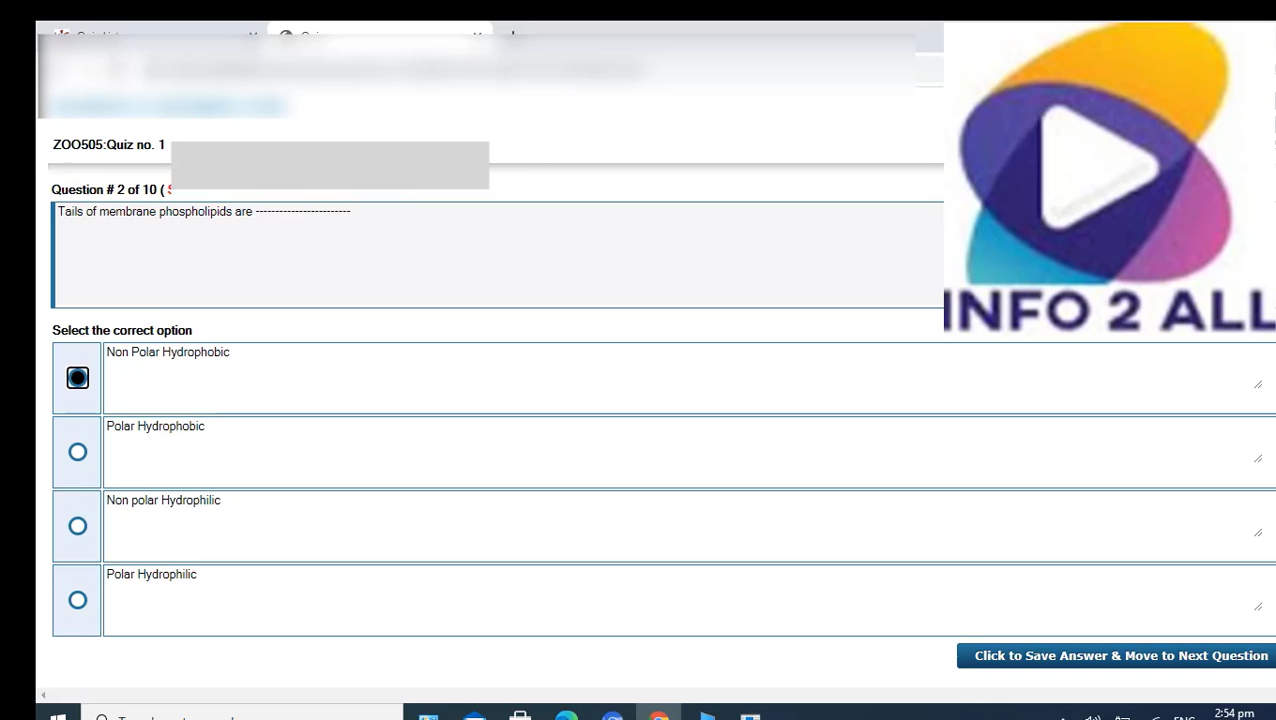 ZOO505:Quiz no. 1
Question # 2 of 10 (
Tails of membrane phospholipids are ------------------------
INFO 2 ALL
Select the correct option
Non Polar Hydrophobic
Polar Hydrophobic
Non polar Hydrophilic
Polar Hydrophilic
Click to Save Answer & Move to Next Question
2:54 pm